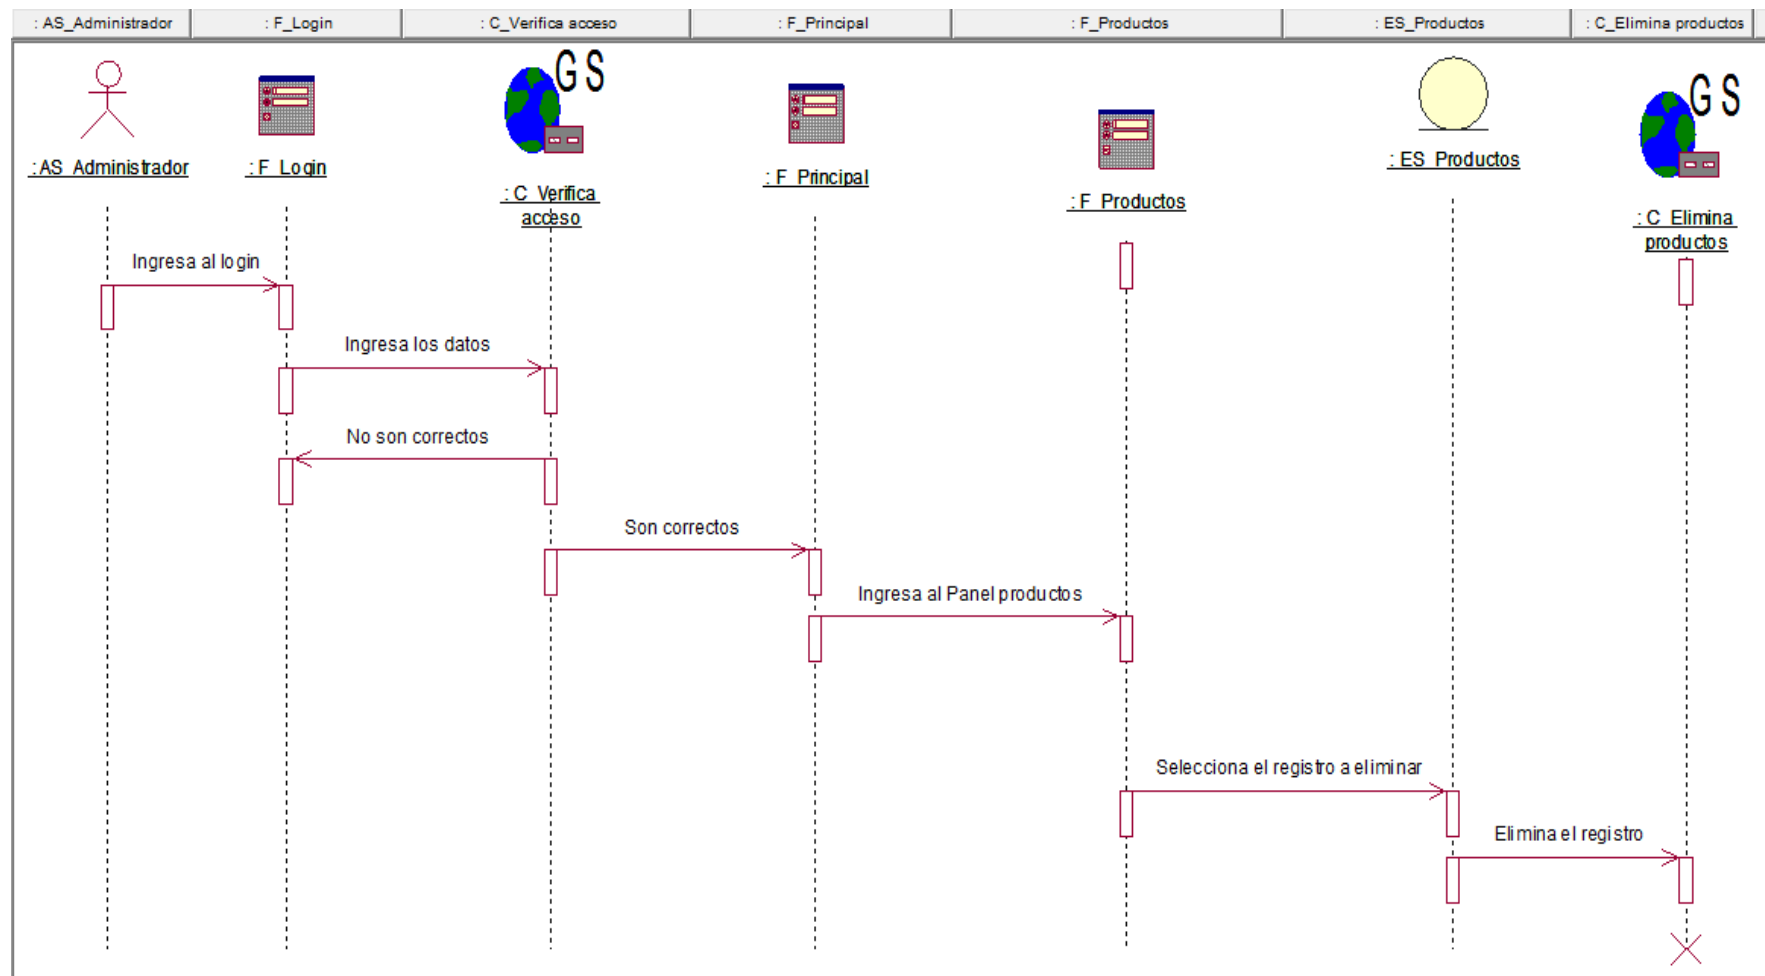 : AS_Administrador
: F_Login
: C_Verifica acceso
: F_Principal
: F_Productos
: ES_Productos
: C_Elimina productos
GS
GS
: AS_Administrador
: F_Login
: C_Verifica
acceso
: F_Principal
: F_Productos
: ES_Productos
: C_Elimina
productos
Ingresa al login
Ingresa los datos
No son correctos
Son correctos
Ingresa al Panel productos
Selecciona el registro a eliminar
Elimina el registro